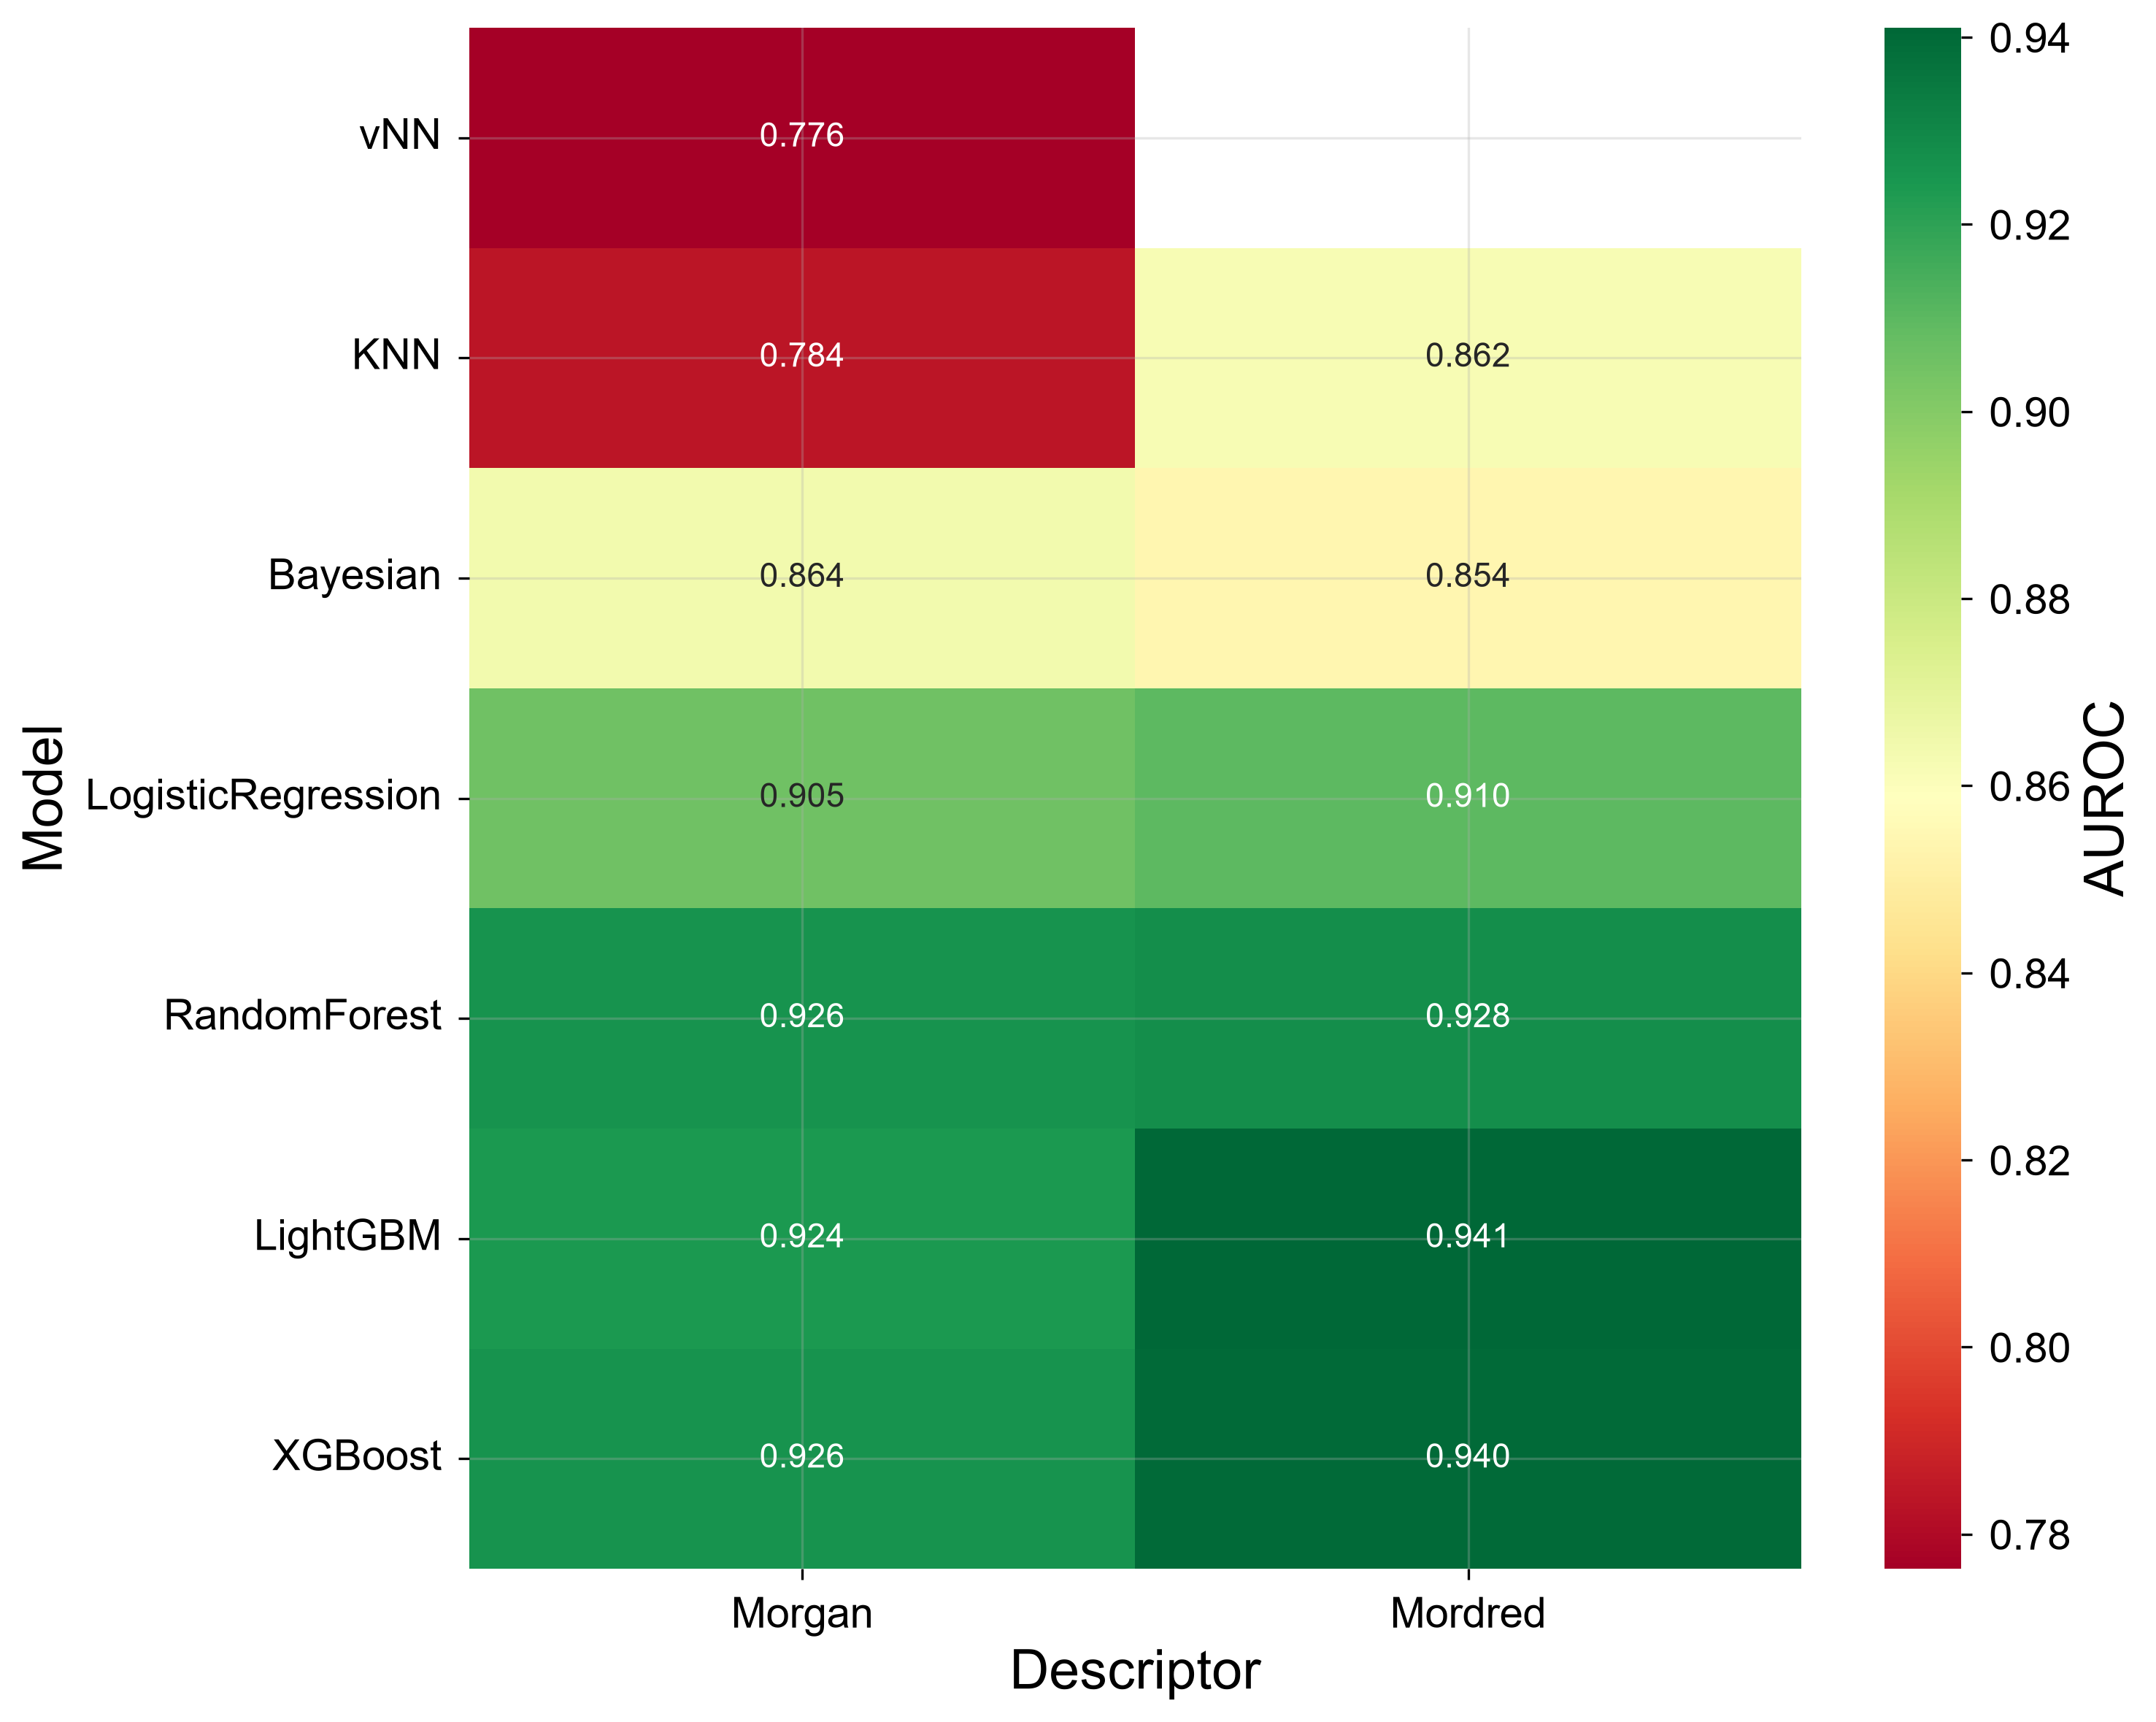 Model
vNN
KNN
Bayesian
LogisticRegression
RandomForest
LightGBM
XGBoost
0.776
0.784 0.862
0.864 0.854
0.905 0.910
0.926 0.928
0.924 0.941
0.926 0.940
Morgan Mordred
Descriptor
0.94
0.92
0.90
0.88
0.86
0.84
0.82
0.80
0.78
AUROC